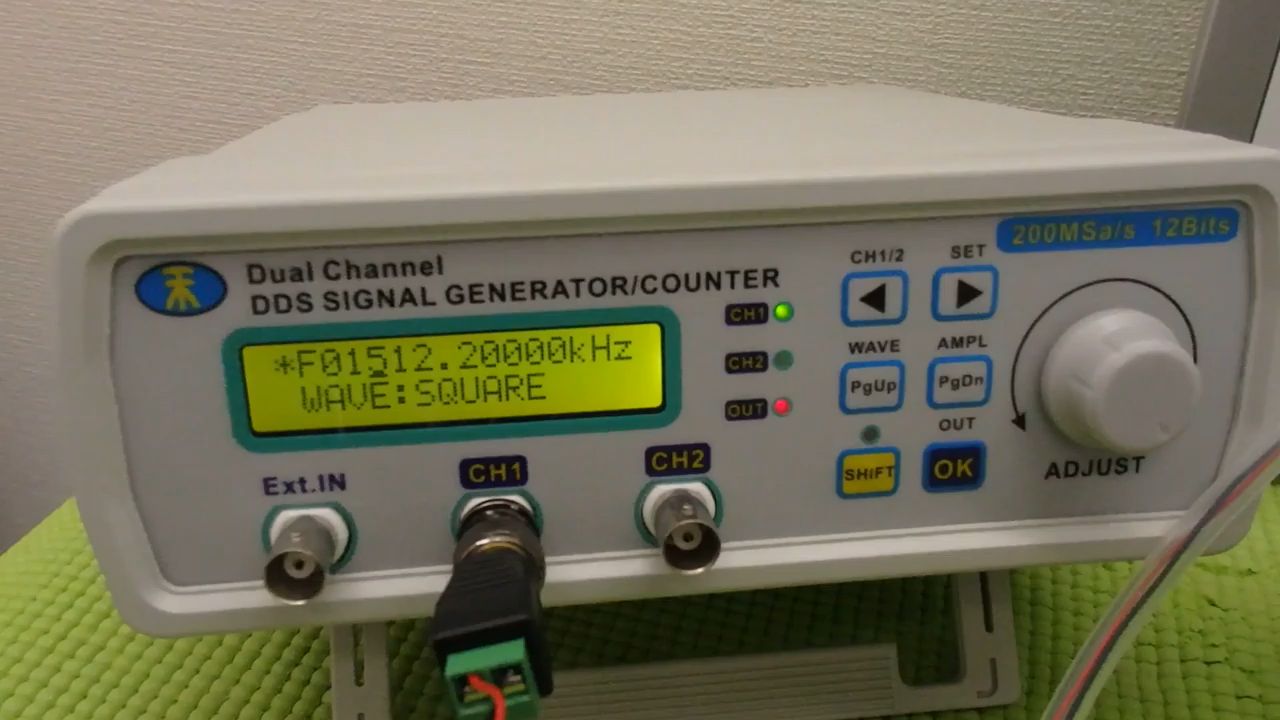 Dual Channel
DDS SIGNAL GENERATOR/COUNTER
200MSa/s 12Bits
*F01512.20000kHz
WAVE:SQUARE
CH1
CH2
OUT
CH1/2
SET
WAVE
AMPL
PgUp
PgDn
OUT
SHiFT
OK
ADJUST
Ext.IN
CH1
CH2